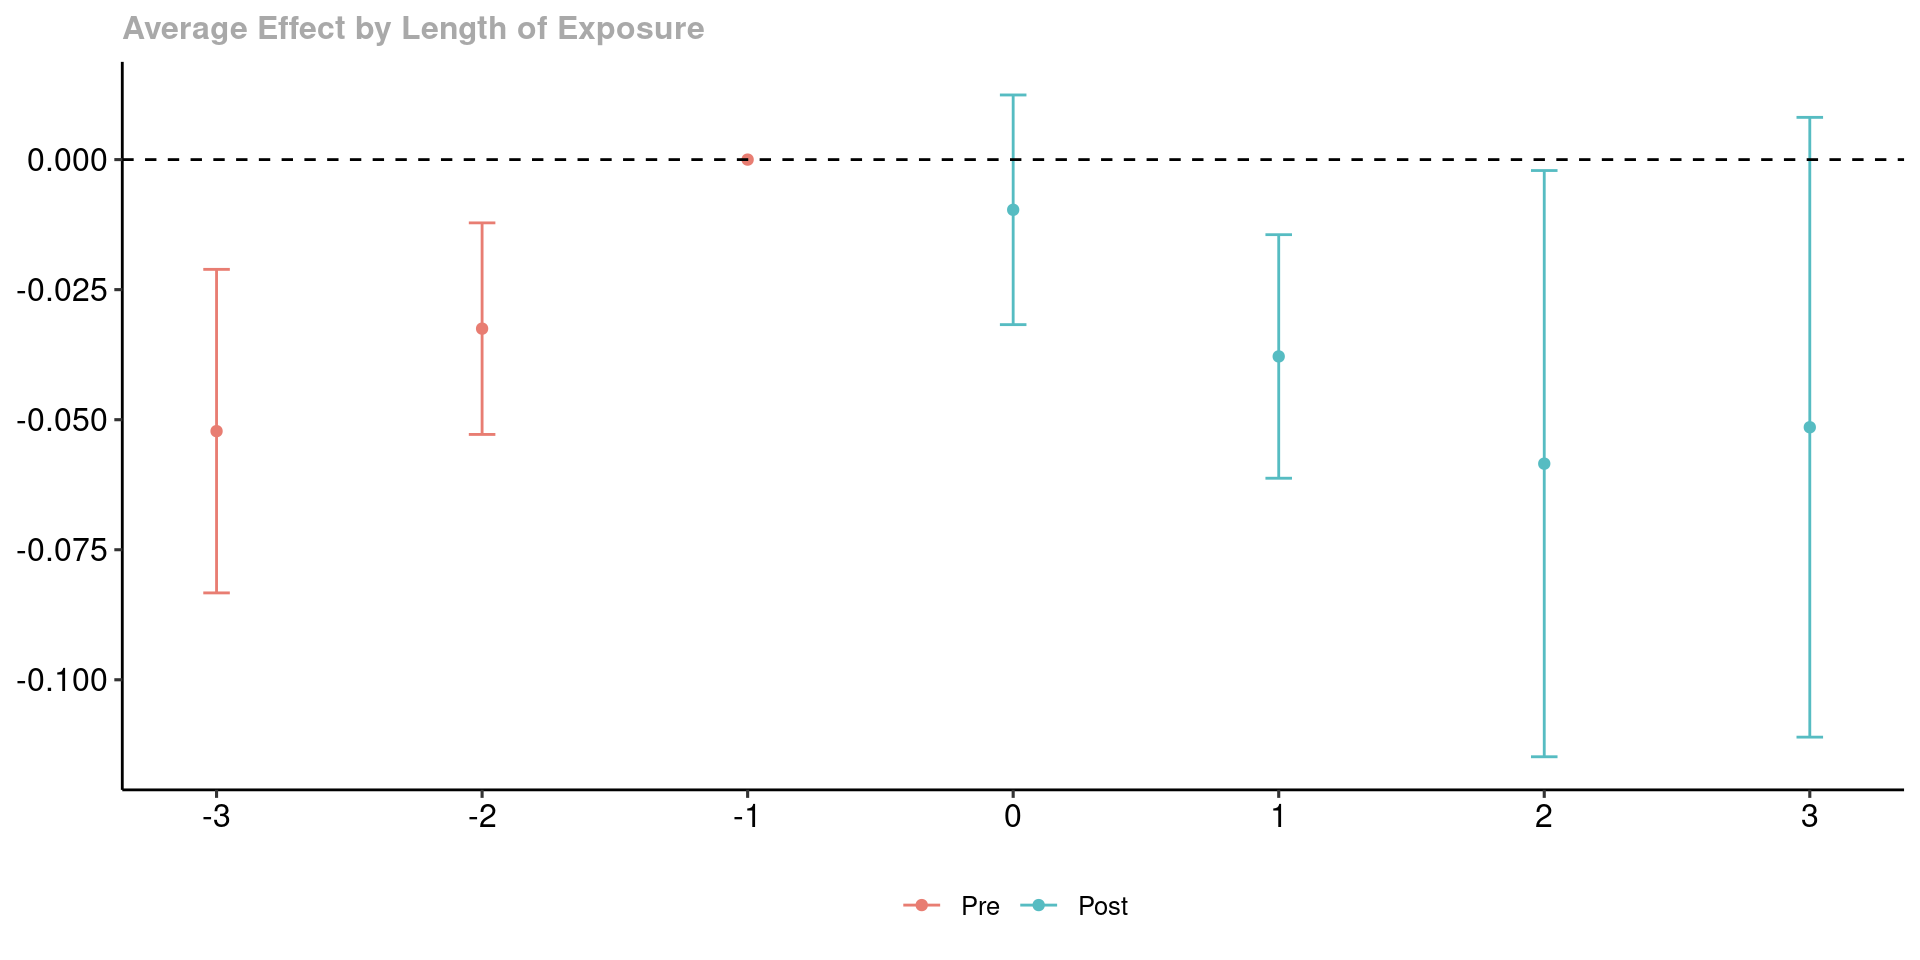 Average Effect by Length of Exposure
0.000
-0.025
-0.050
-0.075
-0.100
-3 -2 -1 0 1 2 3
Pre Post